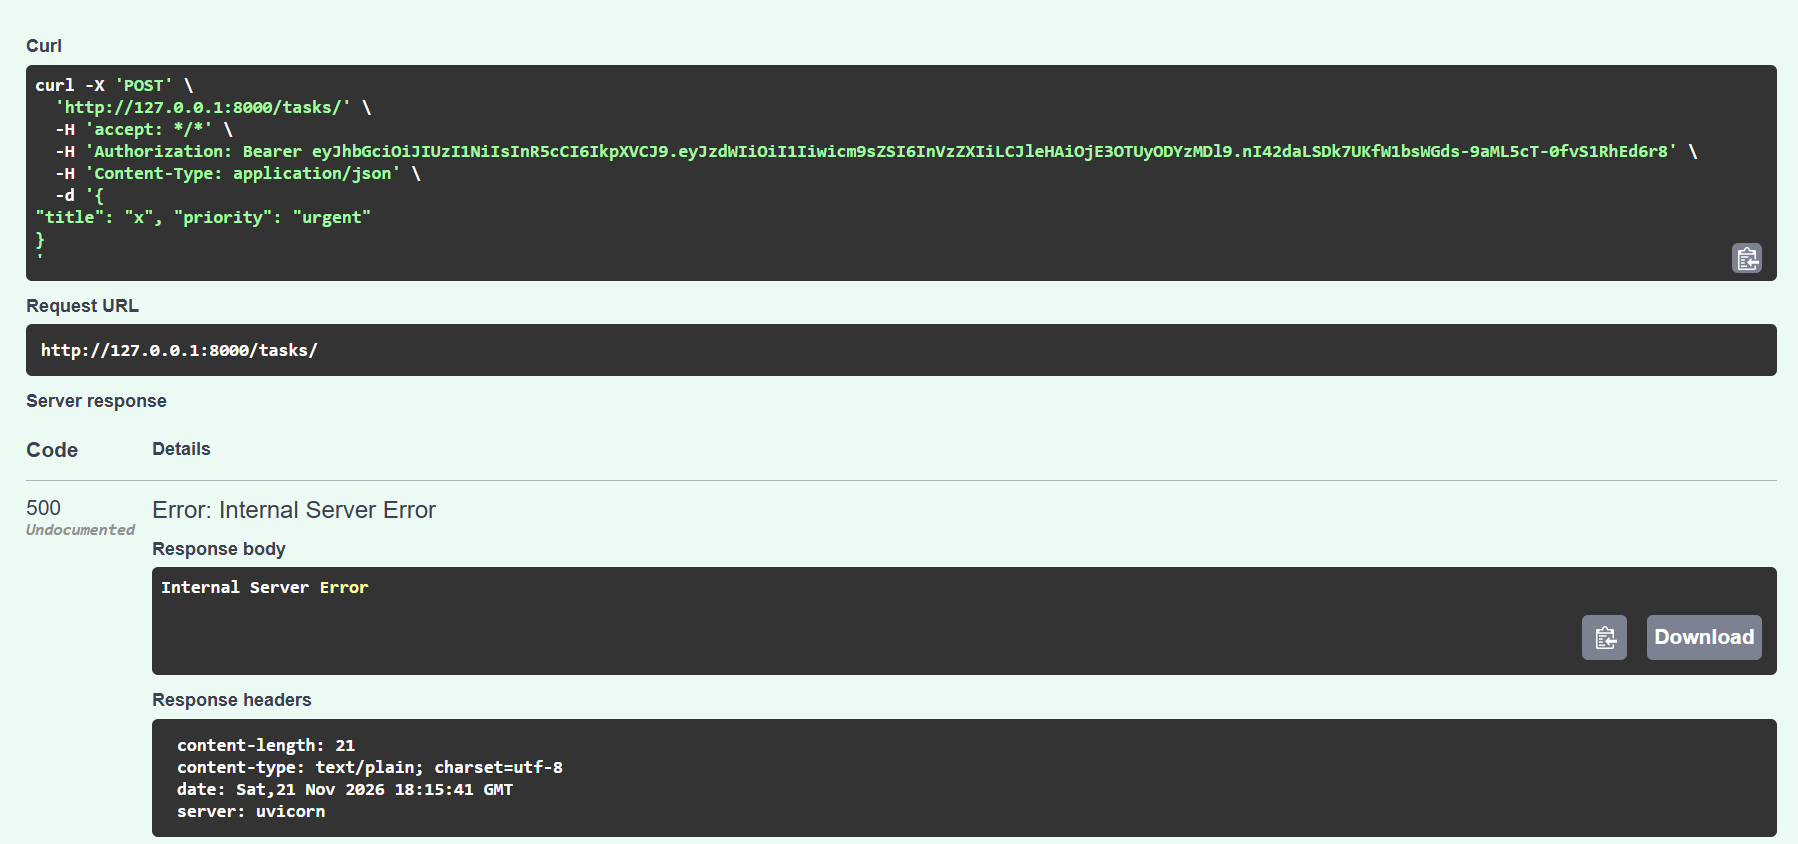 Curl
curl -X 'POST' \
'http://127.0.0.1:8000/tasks/' \
-H 'accept: */*' \
-H 'Authorization: Bearer eyJhbGciOiJIUzI1NiIsInR5cCI6IkpXVCJ9.eyJzdWIiOiI1Iiwicm9sZSI6InVzZXIiLCJleHAiOjE3OTUyODYzMDl9.nI42daLSDk7UKfW1bsWGds-9aML5cT-0fvS1RhEd6r8' \
-H 'Content-Type: application/json' \
-d '{
"title": "x", "priority": "urgent"
}
'
Request URL
http://127.0.0.1:8000/tasks/
Server response
Code Details
500 Error: Internal Server Error
Undocumented
Response body
Internal Server Error
Download
Response headers
content-length: 21
content-type: text/plain; charset=utf-8
date: Sat,21 Nov 2026 18:15:41 GMT
server: uvicorn